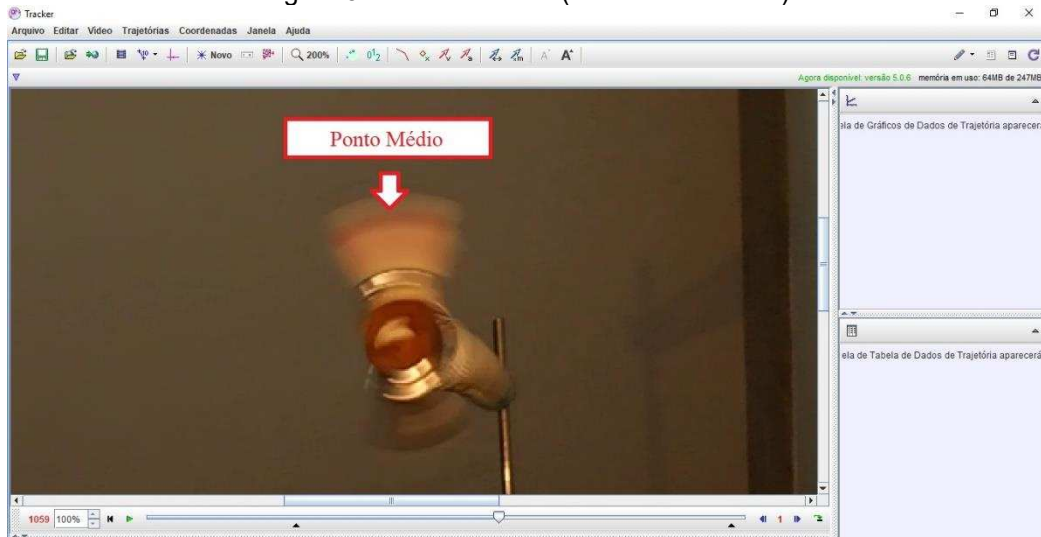 Tracker
Arquivo Editar Vídeo Trajetórias Coordenadas Janela Ajuda
Novo 200%
Agora disponível: versão 5.0.6 memória em uso: 64MB de 247MB
Ponto Médio
ela de Gráficos de Dados de Trajetória aparecer
ela de Tabela de Dados de Trajetória aparecerá
1059 100% 1